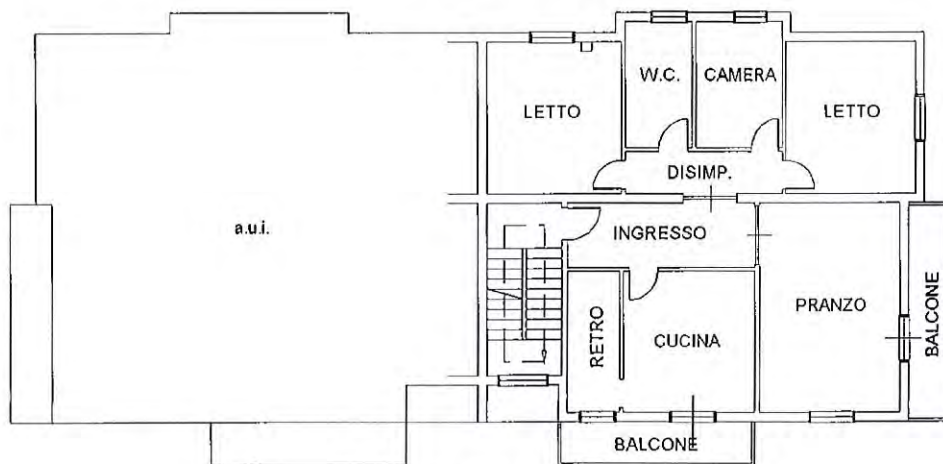 W.C.
CAMERA
LETTO
LETTO
DISIMP.
a.u.i.
INGRESSO
PRANZO
BALCONE
RETRO
CUCINA
BALCONE